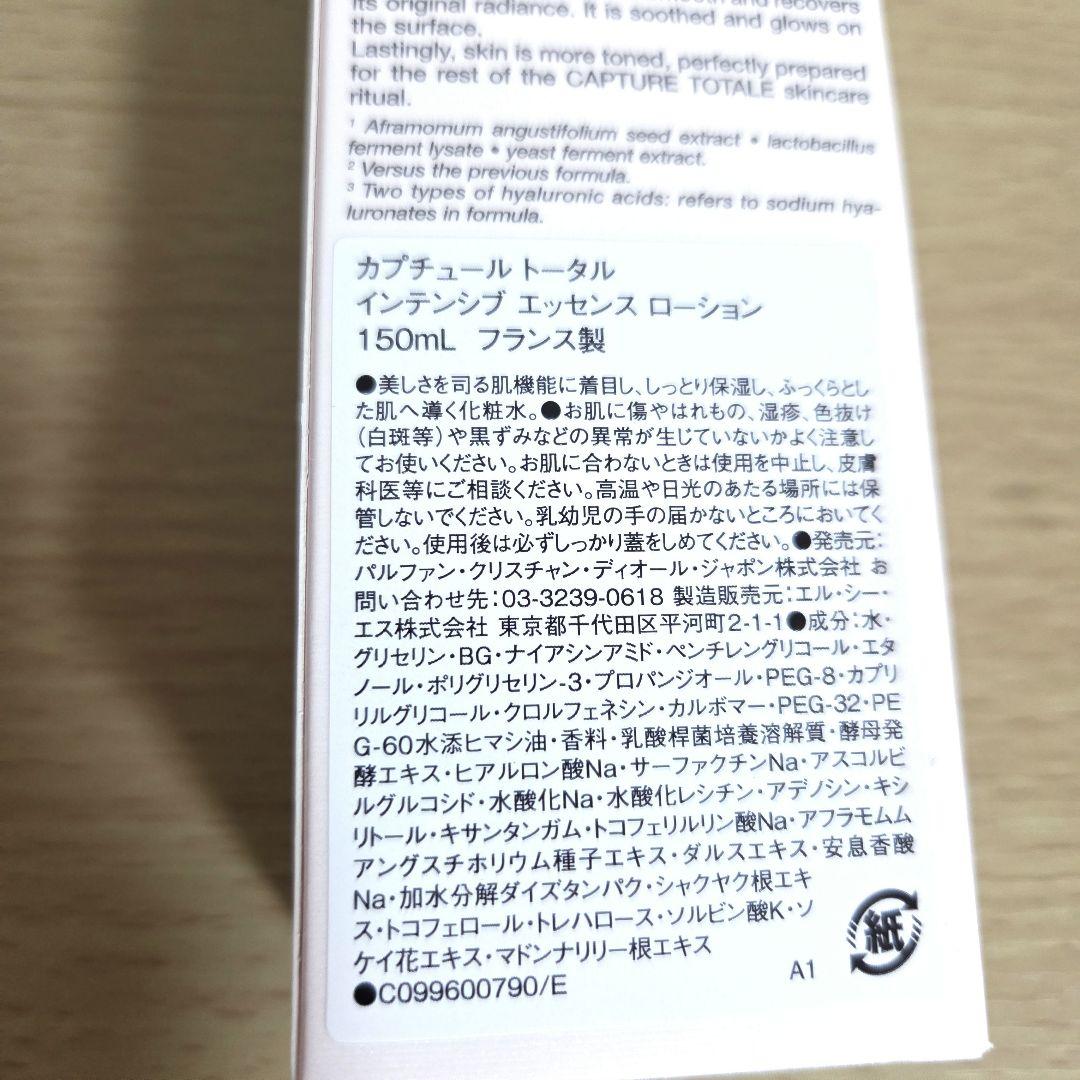 and recovers
its original radiance. It is soothed and glows on
the surface.
Lastingly, skin is more toned, perfectly prepared
for the rest of the CAPTURE TOTALE skincare
ritual.
¹ Aframomum angustifolium seed extract • lactobacillus
ferment lysate • yeast ferment extract.
² Versus the previous formula.
³ Two types of hyaluronic acids: refers to sodium hya-
luronates in formula.
カプチュール トータル
インテンシブ エッセンス ローション
150mL フランス製
●美しさを司る肌機能に着目し、しっとり保湿し、ふっくらとし
た肌へ導く化粧水。●お肌に傷やはれもの、湿疹、色抜け
(白斑等)や黒ずみなどの異常が生じていないかよく注意し
てお使いください。お肌に合わないときは使用を中止し、皮膚
科医等にご相談ください。高温や日光のあたる場所には保
管しないでください。乳幼児の手の届かないところにおいてく
ださい。使用後は必ずしっかり蓋をしめてください。●発売元:
パルファン・クリスチャン・ディオール・ジャポン株式会社 お
問い合わせ先:03-3239-0618 製造販売元:エル・シー・
エス株式会社 東京都千代田区平河町2-1-1●成分:水・
グリセリン・BG・ナイアシンアミド・ペンチレングリコール・エタ
ノール・ポリグリセリン-3・プロパンジオール・PEG-8・カプリ
リルグリコール・クロルフェネシン・カルボマー・PEG-32・PE
G-60水添ヒマシ油・香料・乳酸桿菌培養溶解質・酵母発
酵エキス・ヒアルロン酸Na・サーファクチンNa・アスコルビ
ルグルコシド・水酸化Na・水酸化レシチン・アデノシン・キシ
リトール・キサンタンガム・トコフェリルリン酸Na・アフラモムム
アングスチホリウム種子エキス・ダルスエキス・安息香酸
Na・加水分解ダイズタンパク・シャクヤク根エキ
ス・トコフェロール・トレハロース・ソルビン酸K・ソ
ケイ花エキス・マドンナリリー根エキス
●C099600790/E
A1
紙